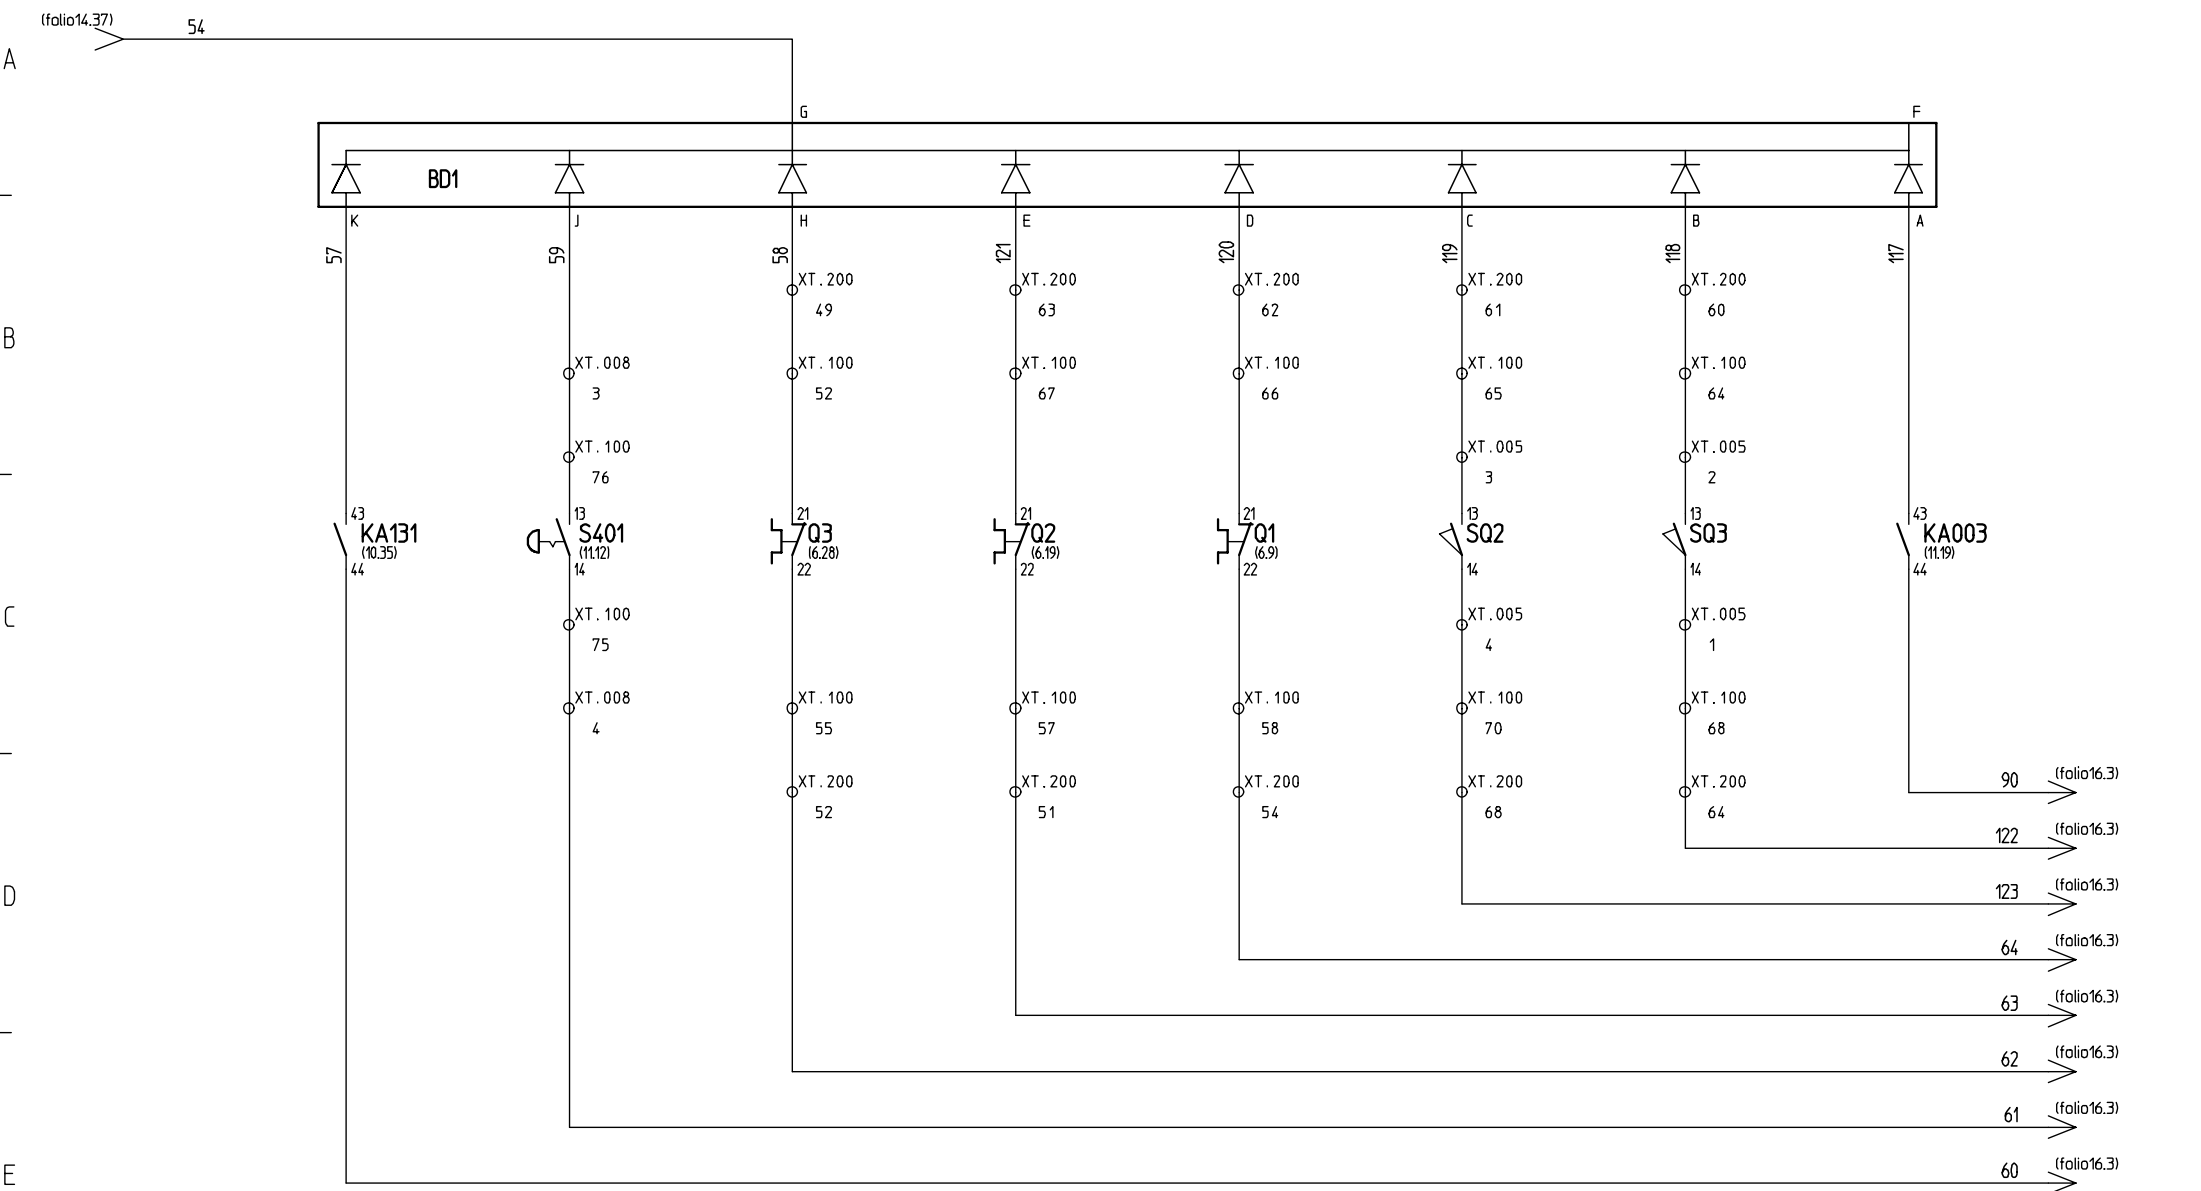 (folio14.37)
54
A
G F
BD1
K J H E D C B A
57 59 58 121 120 119 118 117
XT.200 XT.200 XT.200 XT.200 XT.200
49 63 62 61 60
B
XT.008 XT.100 XT.100 XT.100 XT.100 XT.100
3 52 67 66 65 64
XT.100 XT.005 XT.005
76 3 2
43 13 21 21 21 13 13 43
KA131 S401 Q3 Q2 Q1 SQ2 SQ3 KA003
(10.35) (11.12) (6.28) (6.19) (6.9) (11.19)
44 14 22 22 22 14 14 44
C
XT.100 XT.005 XT.005
75 4 1
XT.008 XT.100 XT.100 XT.100 XT.100 XT.100
4 55 57 58 70 68
XT.200 XT.200 XT.200 XT.200 XT.200
52 51 54 68 64
90 (folio16.3)
122 (folio16.3)
D
123 (folio16.3)
64 (folio16.3)
63 (folio16.3)
62 (folio16.3)
61 (folio16.3)
E
60 (folio16.3)